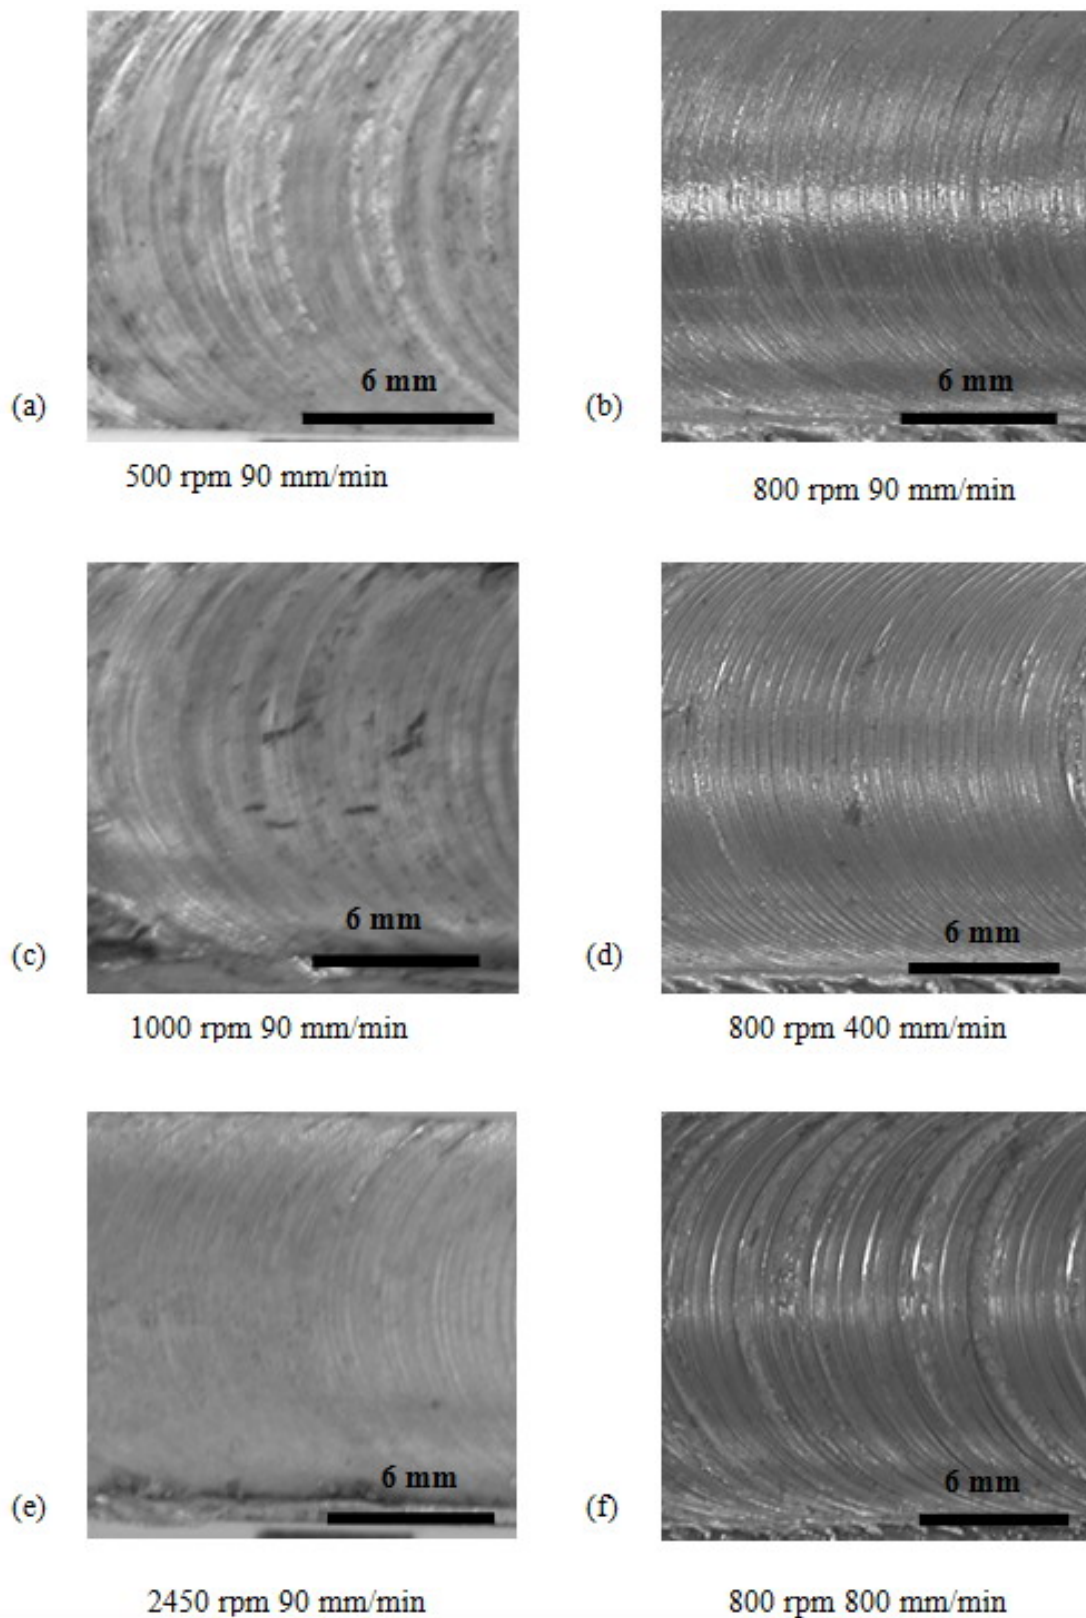 6 mm
6 mm
(a)
(b)
500 rpm 90 mm/min
800 rpm 90 mm/min
6 mm
6 mm
(c)
(d)
1000 rpm 90 mm/min
800 rpm 400 mm/min
6 mm
6 mm
(e)
(f)
2450 rpm 90 mm/min
800 rpm 800 mm/min